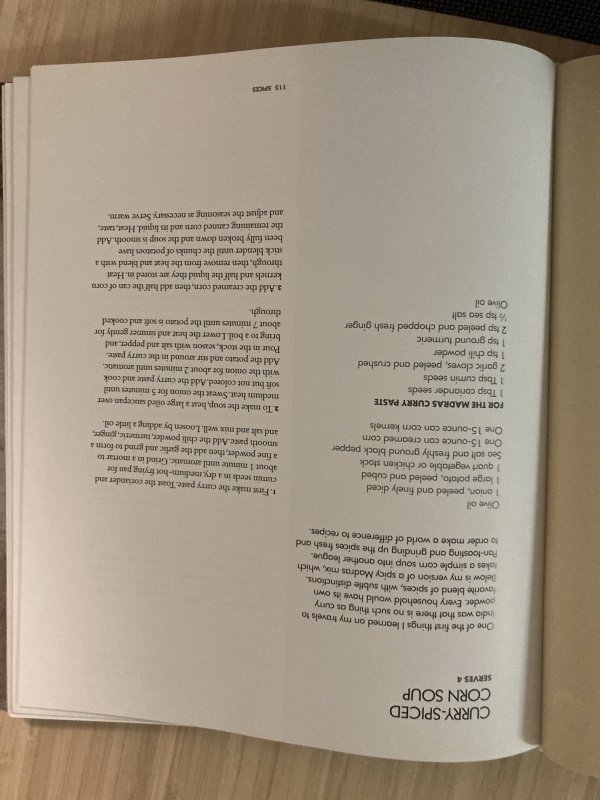 CURRY-SPICED
CORN SOUP
SERVES 4
One of the first things I learned on my travels to
India was that there is no such thing as curry
powder. Every household would have its own
favorite blend of spices, with subtle distinctions.
Below is my version of a spicy Madras mix, which
takes a simple corn soup into another league.
Pan-toasting and grinding up the spices fresh and
to order make a world of difference to recipes.
Olive oil
1 onion, peeled and finely diced
1 large potato, peeled and cubed
1 quart vegetable or chicken stock
Sea salt and freshly ground black pepper
One 15-ounce can creamed corn
One 15-ounce can corn kernels
FOR THE MADRAS CURRY PASTE
1 Tbsp coriander seeds
1 Tbsp cumin seeds
2 garlic cloves, peeled and crushed
1 tsp chili powder
1 tsp ground turmeric
2 tsp peeled and chopped fresh ginger
½ tsp sea salt
Olive oil
1. First make the curry paste. Toast the coriander and
cumin seeds in a dry, medium-hot frying pan for
about 1 minute until aromatic. Grind in a mortar to
a fine powder, then add the garlic and grind to form a
smooth paste. Add the chili powder, turmeric, ginger,
and salt and mix well. Loosen by adding a little oil.
2. To make the soup, heat a large oiled saucepan over
medium heat. Sweat the onion for 5 minutes until
soft but not colored. Add the curry paste and cook
with the onion for about 2 minutes until aromatic.
Add the potato and stir around in the curry paste.
Pour in the stock, season with salt and pepper, and
bring to a boil. Lower the heat and simmer gently for
about 7 minutes until the potato is soft and cooked
through.
3. Add the creamed corn, then add half the can of corn
kernels and half the liquid they are stored in. Heat
through, then remove from the heat and blend with a
stick blender until the chunks of potatoes have
been fully broken down and the soup is smooth. Add
the remaining canned corn and its liquid. Heat, taste,
and adjust the seasoning as necessary. Serve warm.
115 SPICES